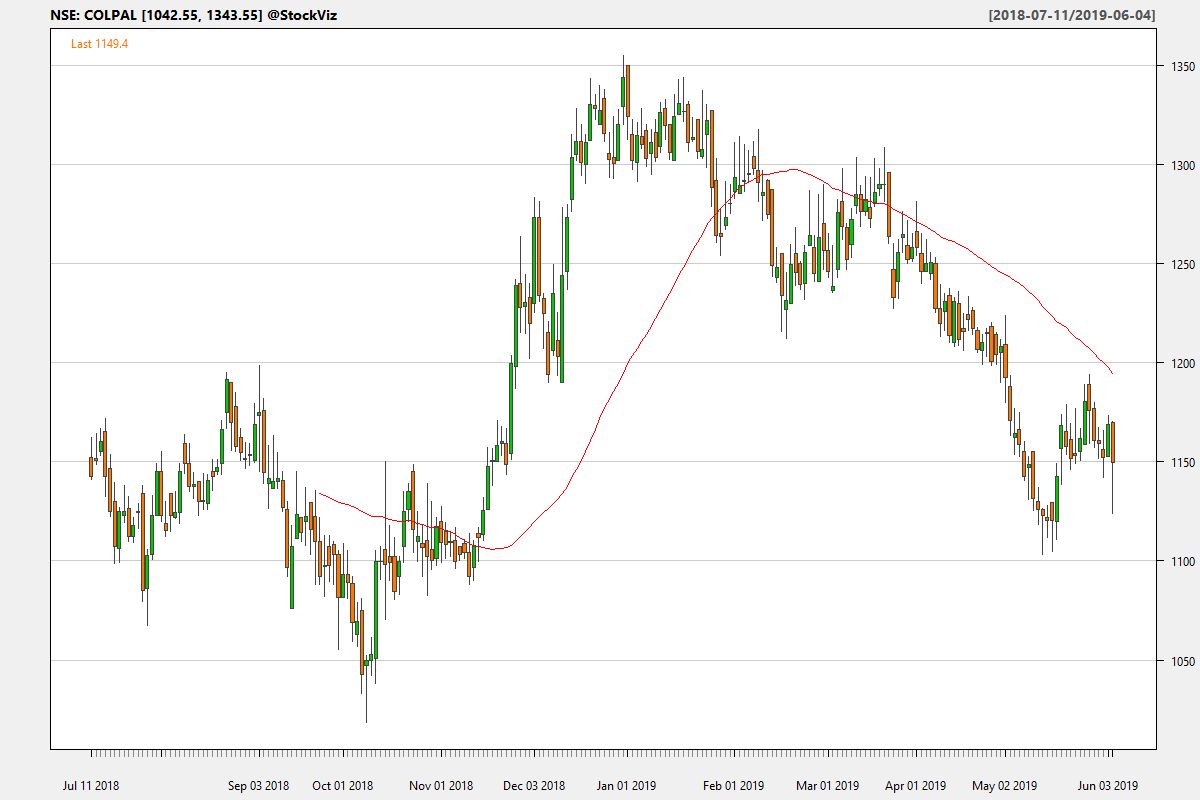 NSE: COLPAL [1042.55, 1343.55] @StockViz [2018-07-11/2019-06-04]
Last 1149.4
1350
1300
1250
1200
1150
1100
1050
Jul 11 2018 Sep 03 2018 Oct 01 2018 Nov 01 2018 Dec 03 2018 Jan 01 2019 Feb 01 2019 Mar 01 2019 Apr 01 2019 May 02 2019 Jun 03 2019